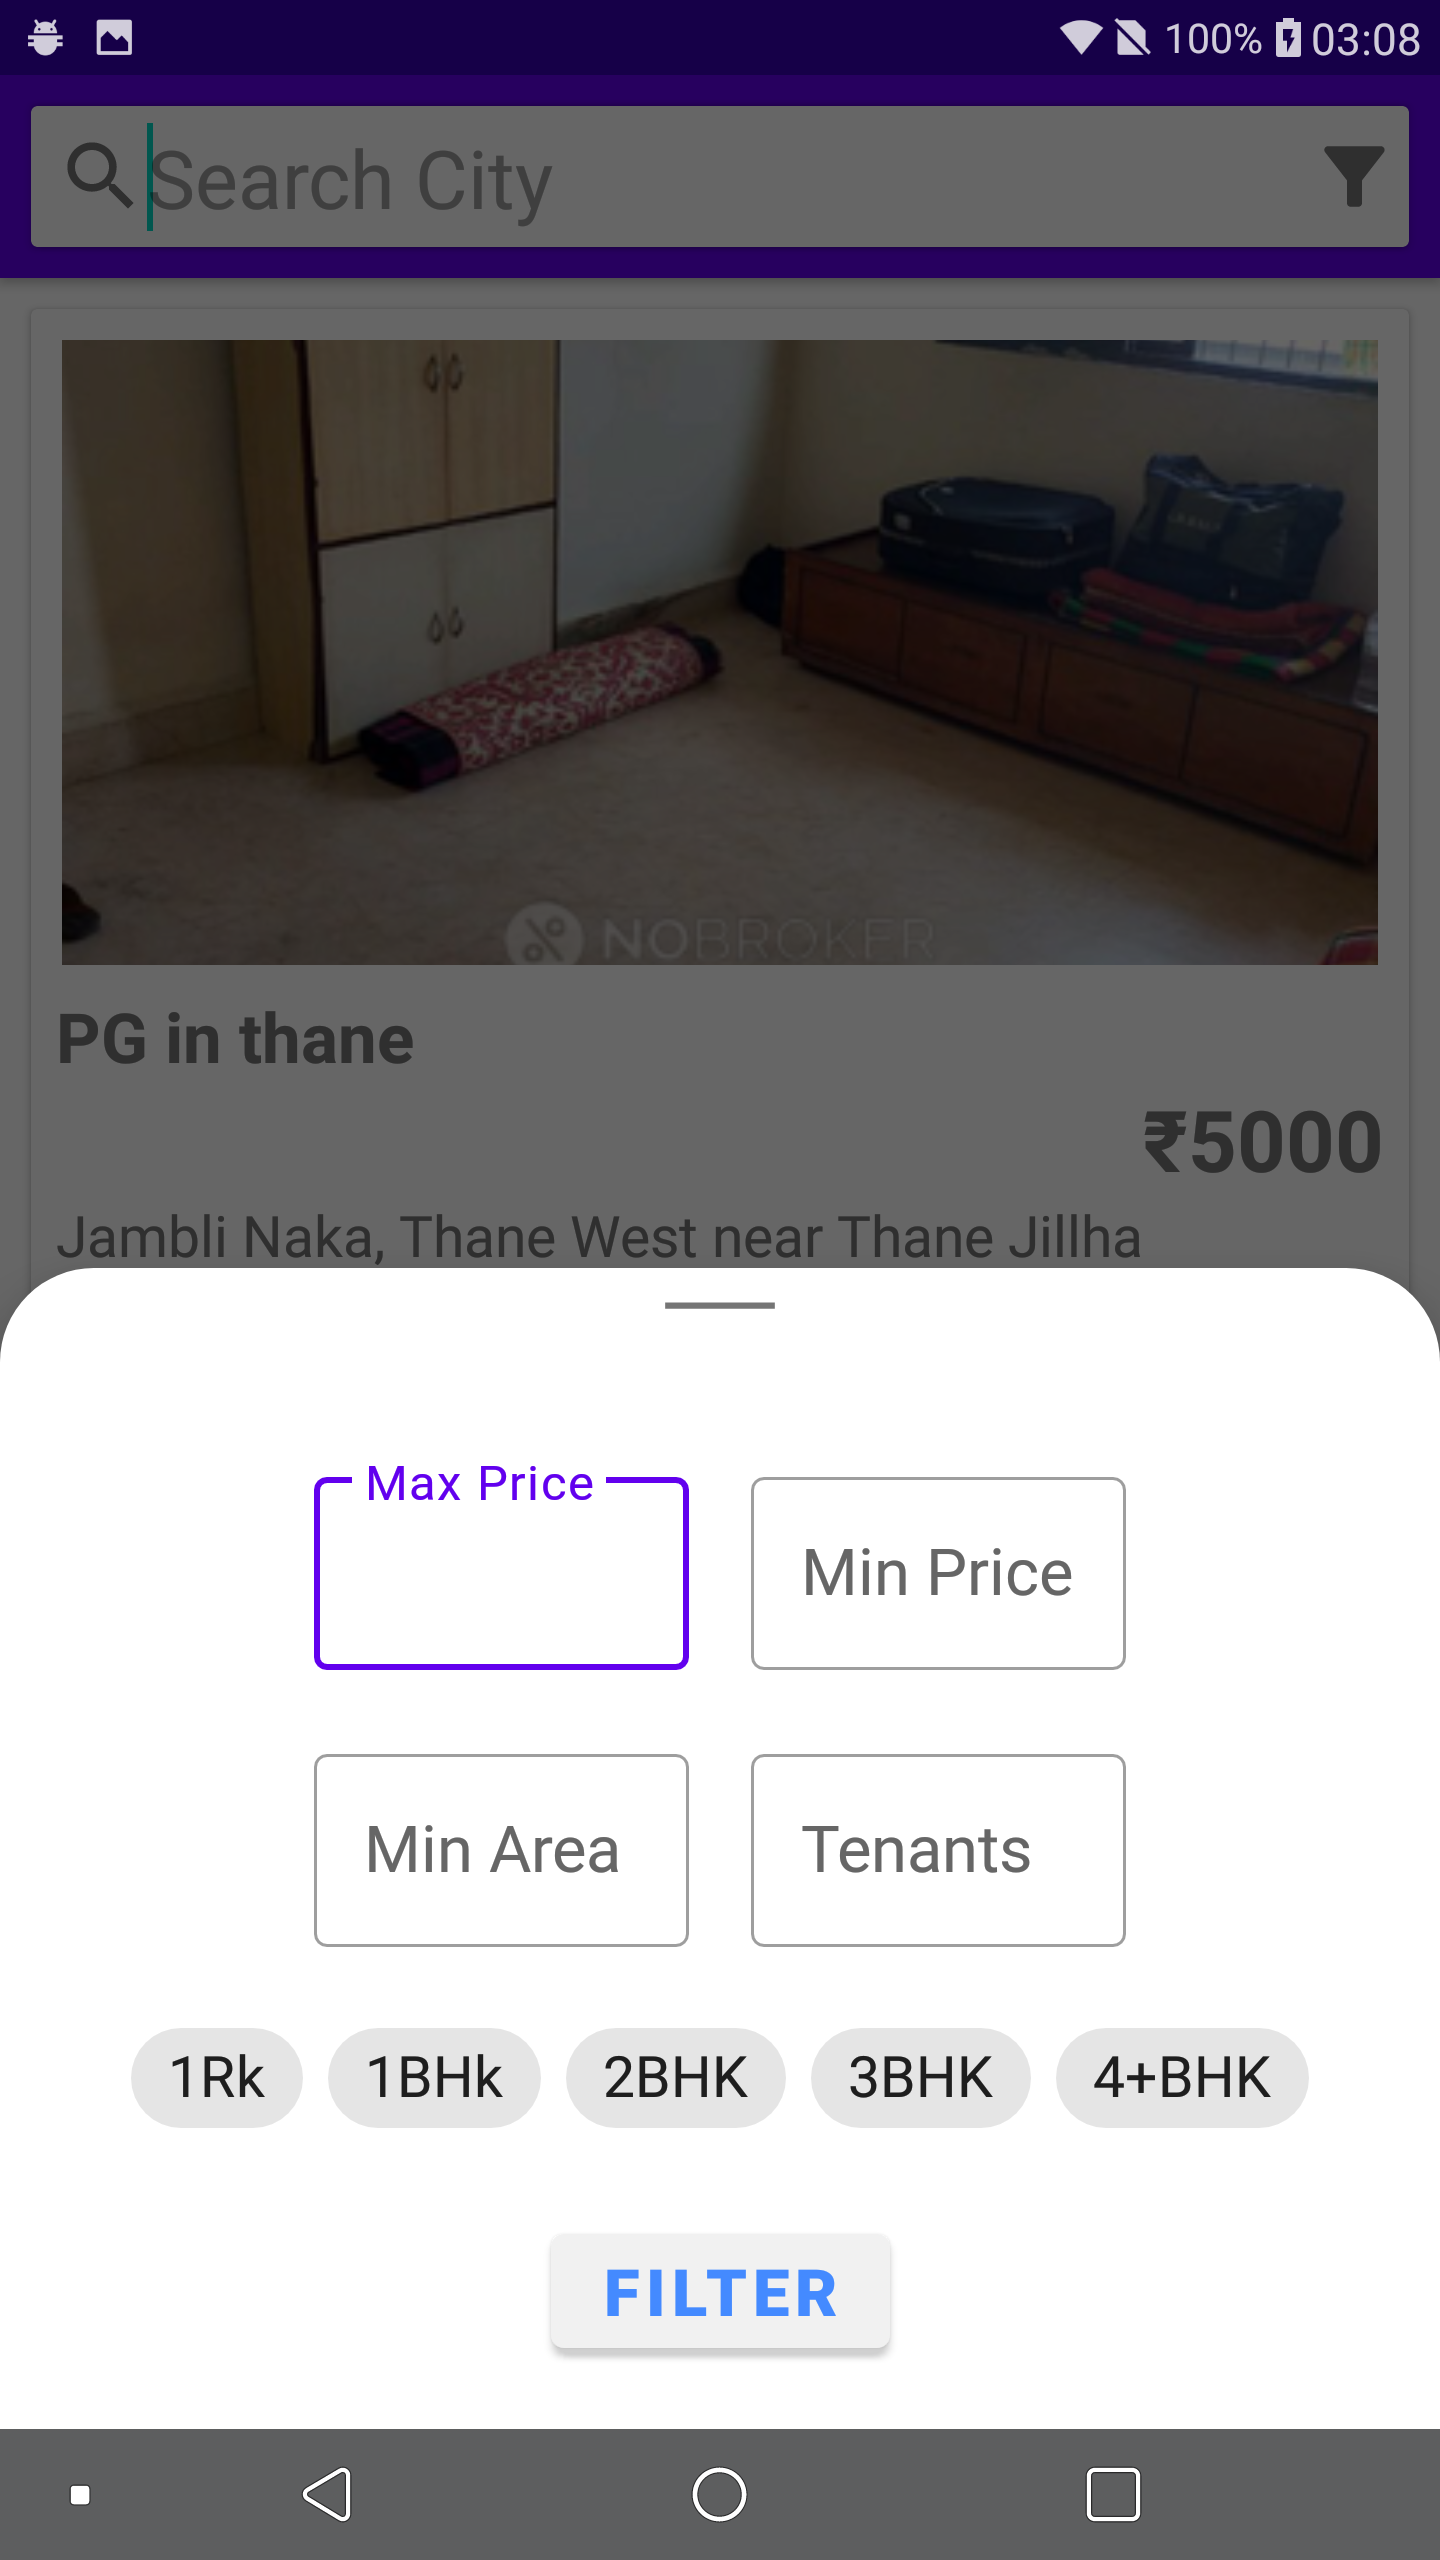 100% 03:08
Search City
NOBROKER
PG in thane
₹5000
Jambli Naka, Thane West near Thane Jillha
Max Price
Min Price
Min Area
Tenants
1Rk
1BHk
2BHK
3BHK
4+BHK
FILTER